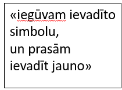 «iegūvam ievadīto
simbolu,
un prasām
ievadīt jauno»